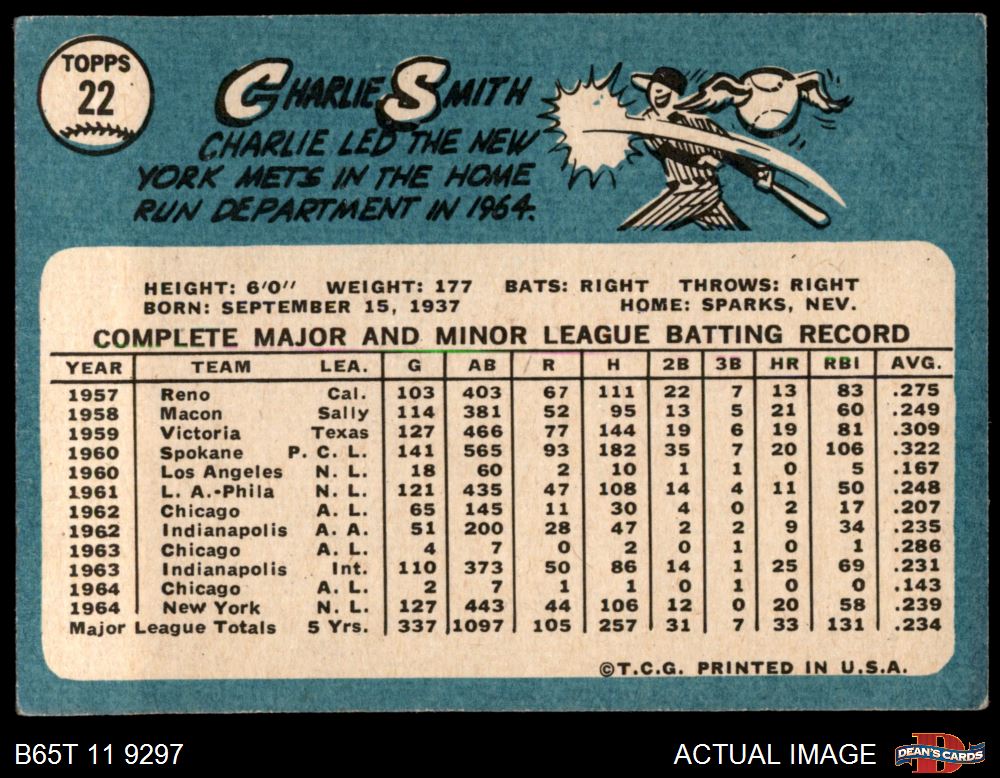 TOPPS
22
CHARLIE SMITH
CHARLIE LED THE NEW
YORK METS IN THE HOME
RUN DEPARTMENT IN 1964.
HEIGHT: 6'0" WEIGHT: 177 BATS: RIGHT THROWS: RIGHT
BORN: SEPTEMBER 15, 1937 HOME: SPARKS, NEV.
COMPLETE MAJOR AND MINOR LEAGUE BATTING RECORD
YEAR TEAM LEA. G AB R H 2B 3B HR RBI AVG.
1957 Reno Cal. 103 403 67 111 22 7 13 83 .275
1958 Macon Sally 114 381 52 95 13 5 21 60 .249
1959 Victoria Texas 127 466 77 144 19 6 19 81 .309
1960 Spokane P. C. L. 141 565 93 182 35 7 20 106 .322
1960 Los Angeles N. L. 18 60 2 10 1 1 0 5 .167
1961 L. A.-Phila N. L. 121 435 47 108 14 4 11 50 .248
1962 Chicago A. L. 65 145 11 30 4 0 2 17 .207
1962 Indianapolis A. A. 51 200 28 47 2 2 9 34 .235
1963 Chicago A. L. 4 7 0 2 0 1 0 1 .286
1963 Indianapolis Int. 110 373 50 86 14 1 25 69 .231
1964 Chicago A. L. 2 7 1 1 0 1 0 0 .143
1964 New York N. L. 127 443 44 106 12 0 20 58 .239
Major League Totals 5 Yrs. 337 1097 105 257 31 7 33 131 .234
©T.C.G. PRINTED IN U.S.A.
B65T 11 9297 ACTUAL IMAGE DEAN'S CARDS